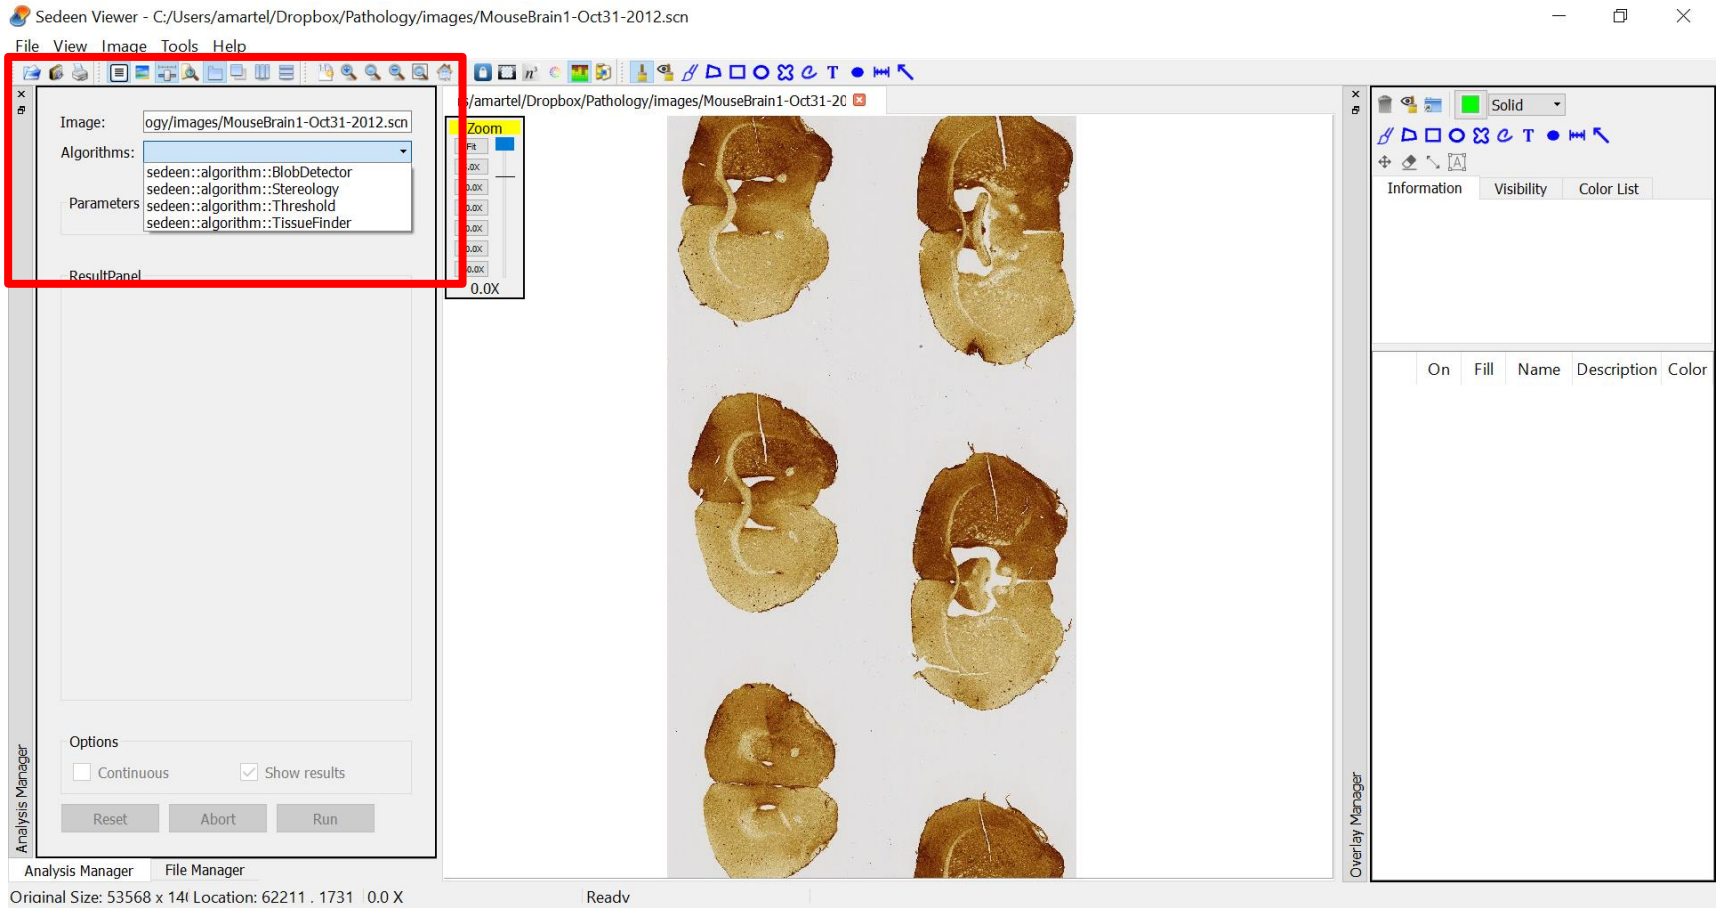 Sedeen Viewer - C:/Users/amartel/Dropbox/Pathology/images/MouseBrain1-Oct31-2012.scn
File View Image Tools Help
rs/amartel/Dropbox/Pathology/images/MouseBrain1-Oct31-20
Image: ogy/images/MouseBrain1-Oct31-2012.scn
Algorithms:
sedeen::algorithm::BlobDetector
sedeen::algorithm::Stereology
sedeen::algorithm::Threshold
sedeen::algorithm::TissueFinder
Parameters
ResultPanel
Options
Continuous Show results
Reset Abort Run
Analysis Manager
Analysis Manager File Manager
Zoom
Fit
0.0X
T
Solid
T
Information Visibility Color List
On Fill Name Description Color
Overlay Manager
Original Size: 53568 x 14( Location: 62211 . 1731 0.0 X Ready